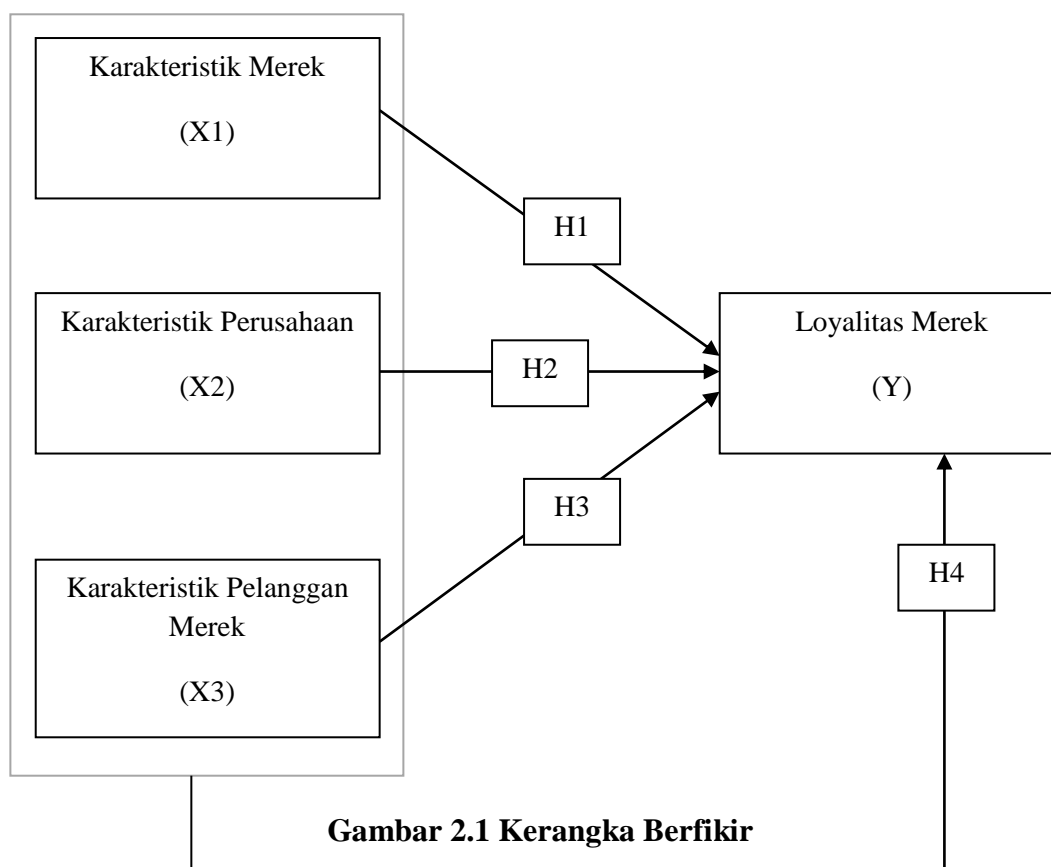 Karakteristik Merek
(X1)
H1
Karakteristik Perusahaan
(X2)
H2
Loyalitas Merek
(Y)
H3
Karakteristik Pelanggan
Merek
(X3)
H4
Gambar 2.1 Kerangka Berfikir